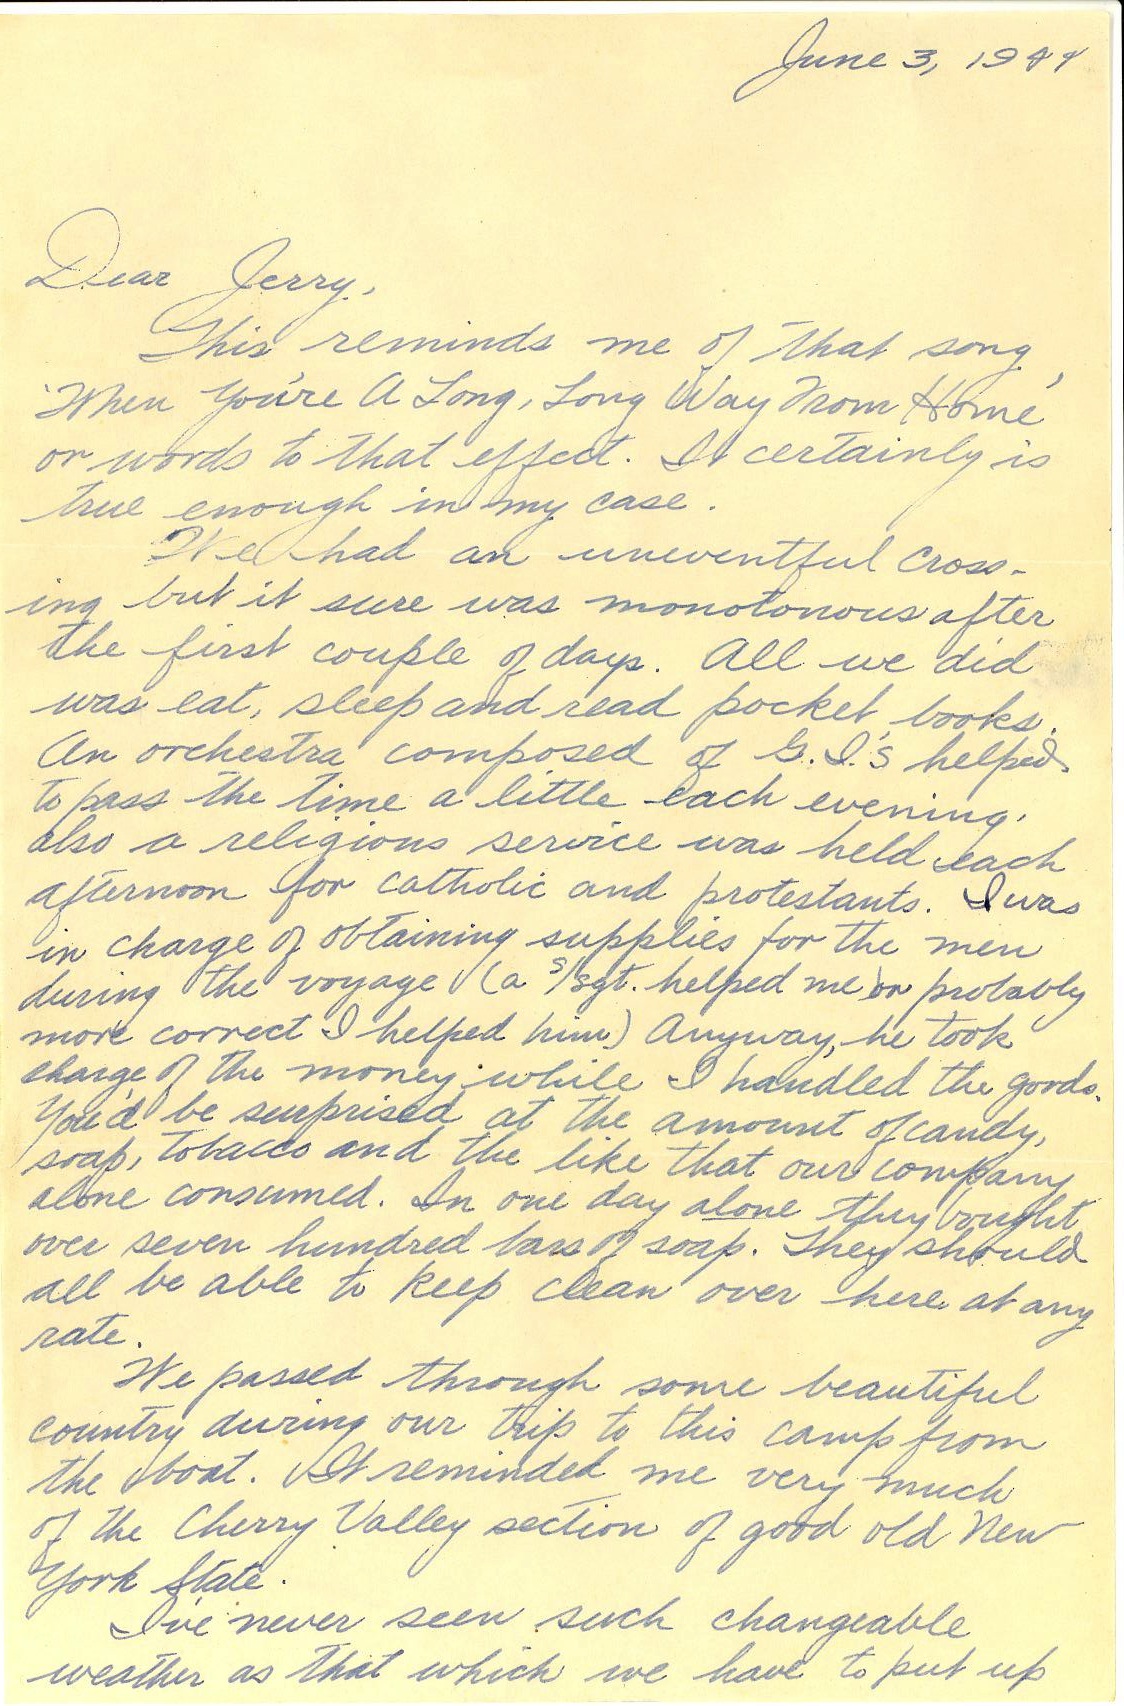 June 3, 1944
Dear Jerry,
This reminds me of that song,
'When You're A Long, Long Way From Home'
or words to that effect. It certainly is
true enough in my case.
We had an uneventful cross-
ing but it sure was monotonous after
the first couple of days. All we did
was eat, sleep and read pocket books.
An orchestra composed of G.I.'s helped
to pass the time a little each evening,
also a religious service was held each
afternoon for catholic and protestants. I was
in charge of obtaining supplies for the men
during the voyage (a s/sgt. helped me or probably
more correct I helped him) Anyway, he took
charge of the money while I handled the goods.
You'd be surprised at the amount of candy,
soap, tobacco and the like that our company
alone consumed. In one day alone they bought
over seven hundred bars of soap. They should
all be able to keep clean over here at any
rate.
We passed through some beautiful
country during our trip to this camp from
the boat. It reminded me very much
of the Cherry Valley section of good old New
York State.
I've never seen such changeable
weather as that which we have to put up